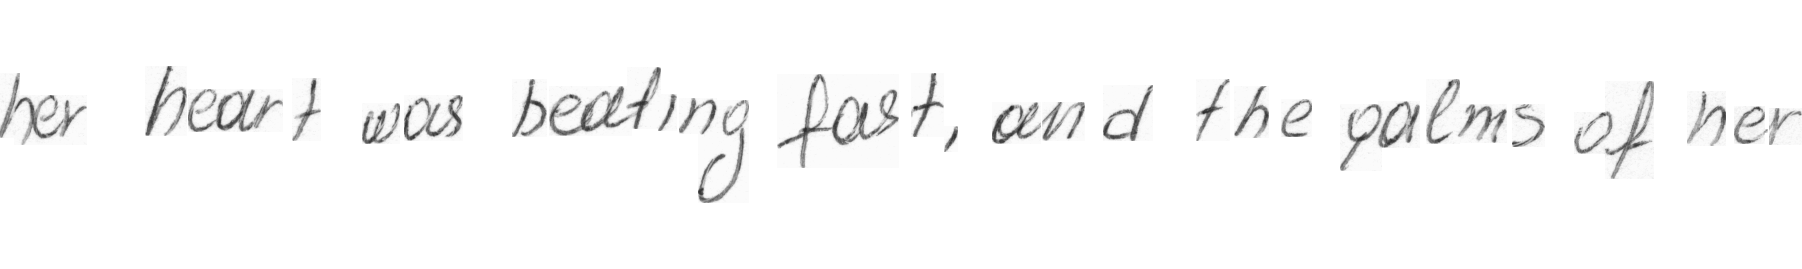 her heart was beating fast, and the palms of her